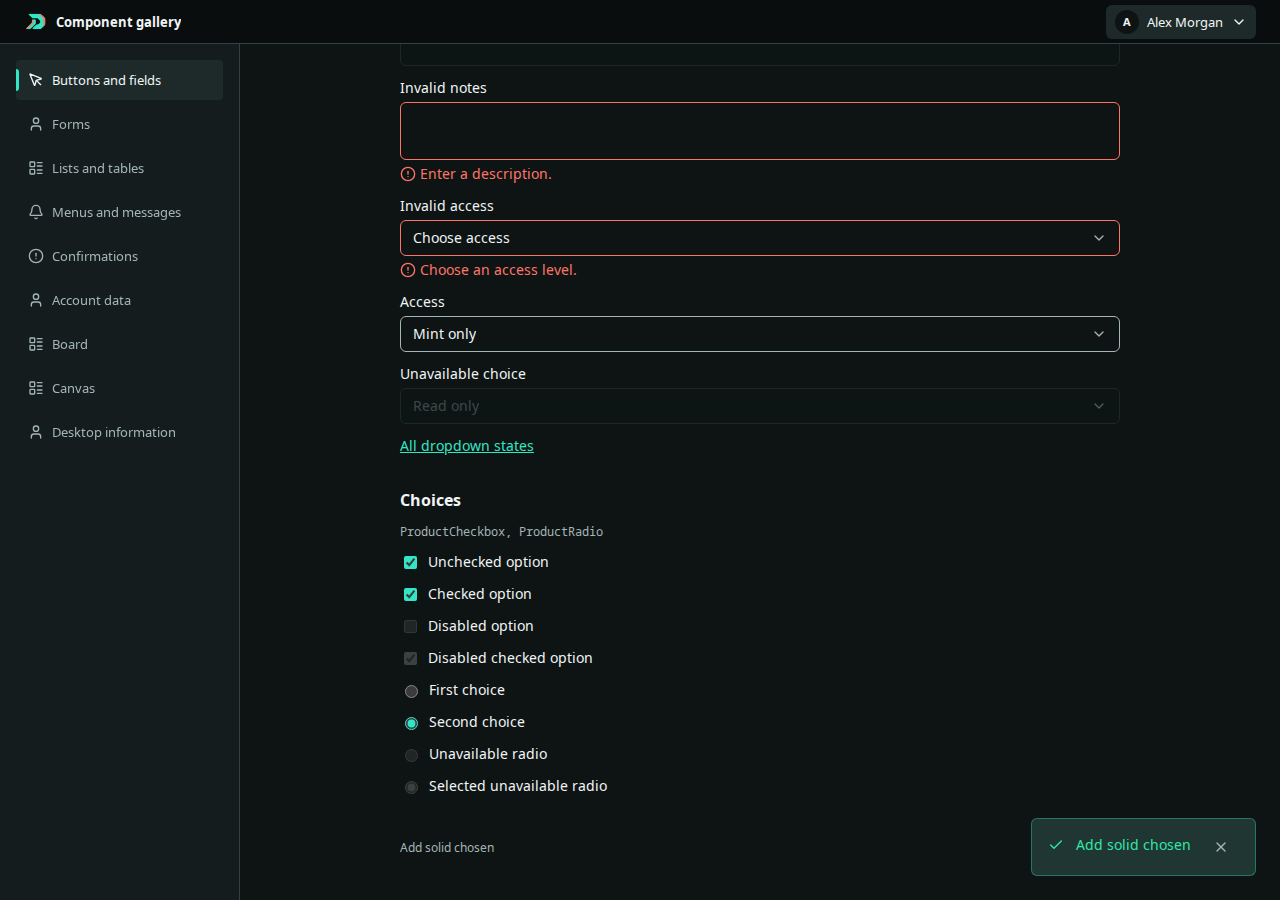 Component gallery
A
Alex Morgan
Buttons and fields
Forms
Lists and tables
Menus and messages
Confirmations
Account data
Board
Canvas
Desktop information
Invalid notes
Enter a description.
Invalid access
Choose access
Choose an access level.
Access
Mint only
Unavailable choice
Read only
All dropdown states
Choices
ProductCheckbox, ProductRadio
Unchecked option
Checked option
Disabled option
Disabled checked option
First choice
Second choice
Unavailable radio
Selected unavailable radio
Add solid chosen
Add solid chosen